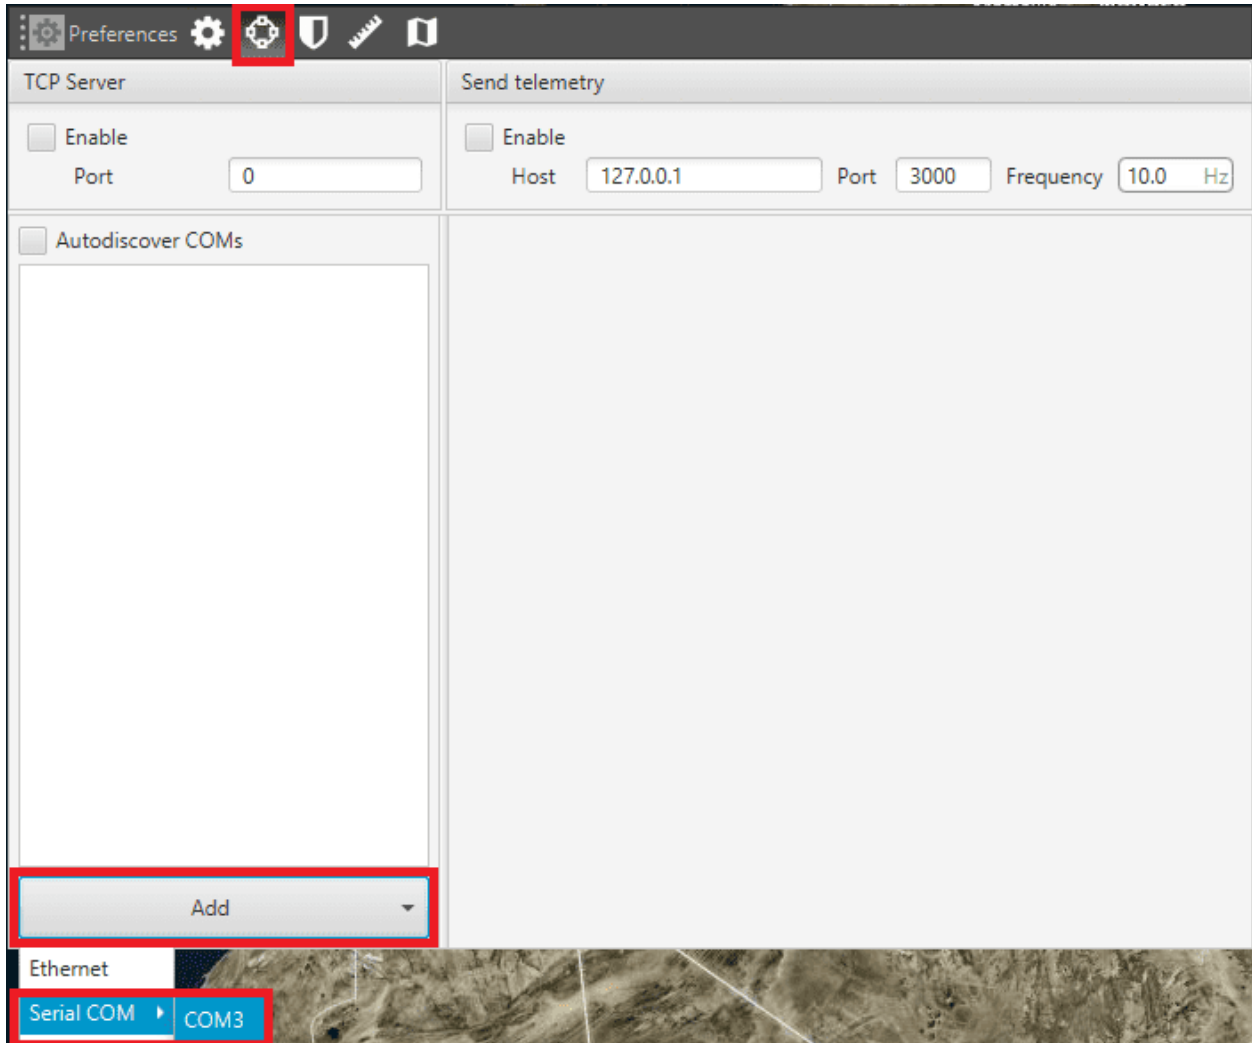 Preferences
TCP Server
Send telemetry
Enable
Port 0
Enable
Host 127.0.0.1 Port 3000 Frequency 10.0 Hz
Autodiscover COMs
Add
Ethernet
Serial COM COM3